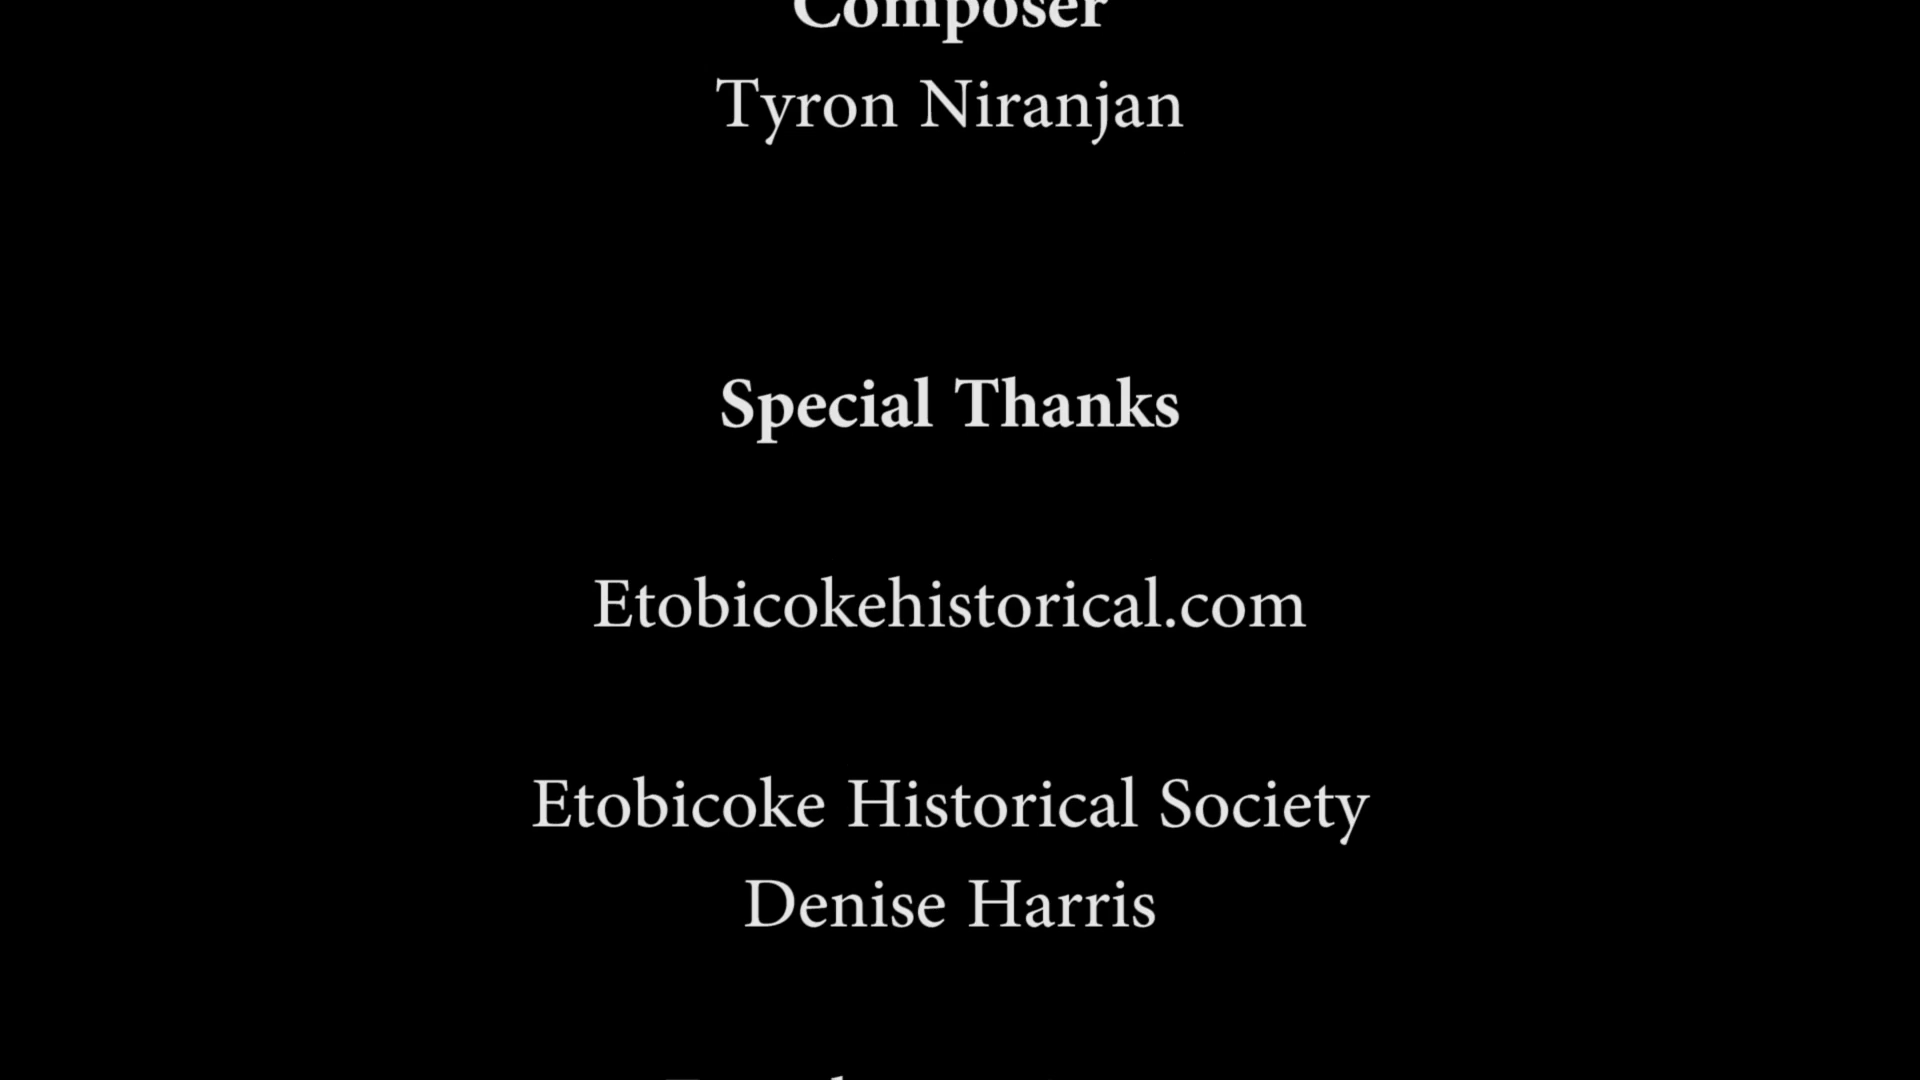 Composer
Tyron Niranjan
Special Thanks
Etobicokehistorical.com
Etobicoke Historical Society
Denise Harris